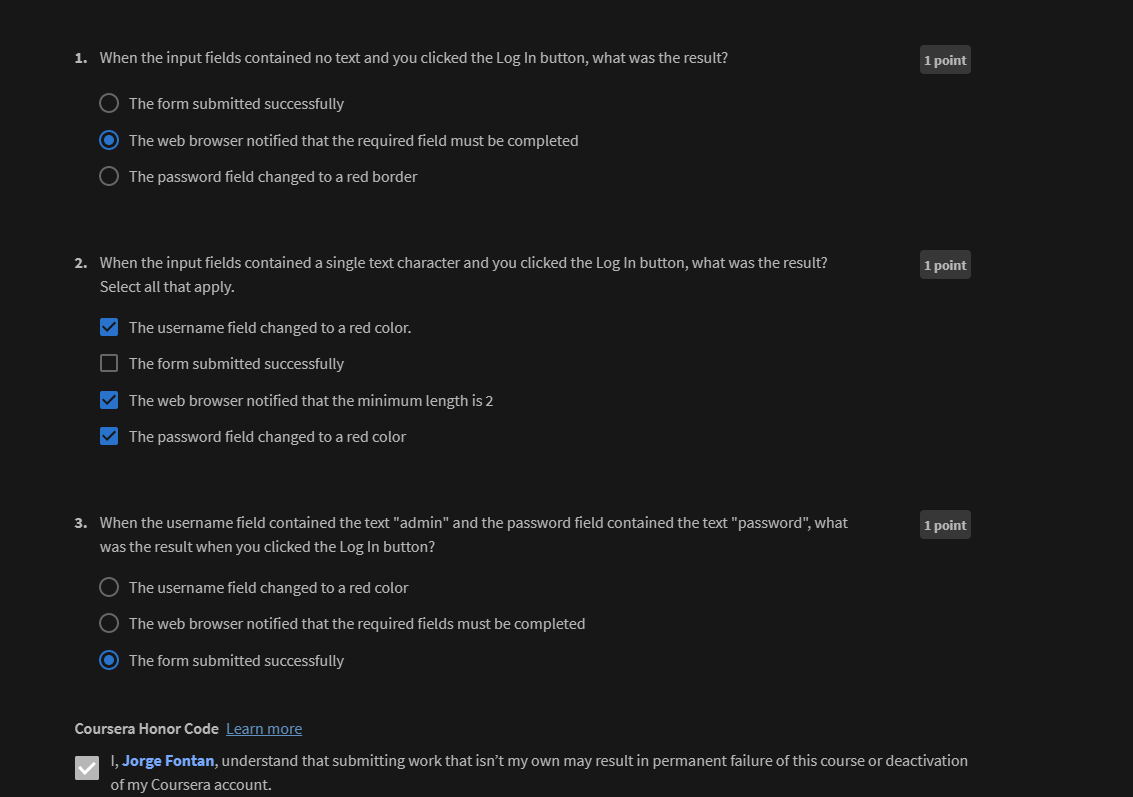 1. When the input fields contained no text and you clicked the Log In button, what was the result?
1 point
The form submitted successfully
The web browser notified that the required field must be completed
The password field changed to a red border
2. When the input fields contained a single text character and you clicked the Log In button, what was the result?
Select all that apply.
1 point
The username field changed to a red color.
The form submitted successfully
The web browser notified that the minimum length is 2
The password field changed to a red color
3. When the username field contained the text "admin" and the password field contained the text "password", what
was the result when you clicked the Log In button?
1 point
The username field changed to a red color
The web browser notified that the required fields must be completed
The form submitted successfully
Coursera Honor Code Learn more
I, Jorge Fontan, understand that submitting work that isn’t my own may result in permanent failure of this course or deactivation
of my Coursera account.